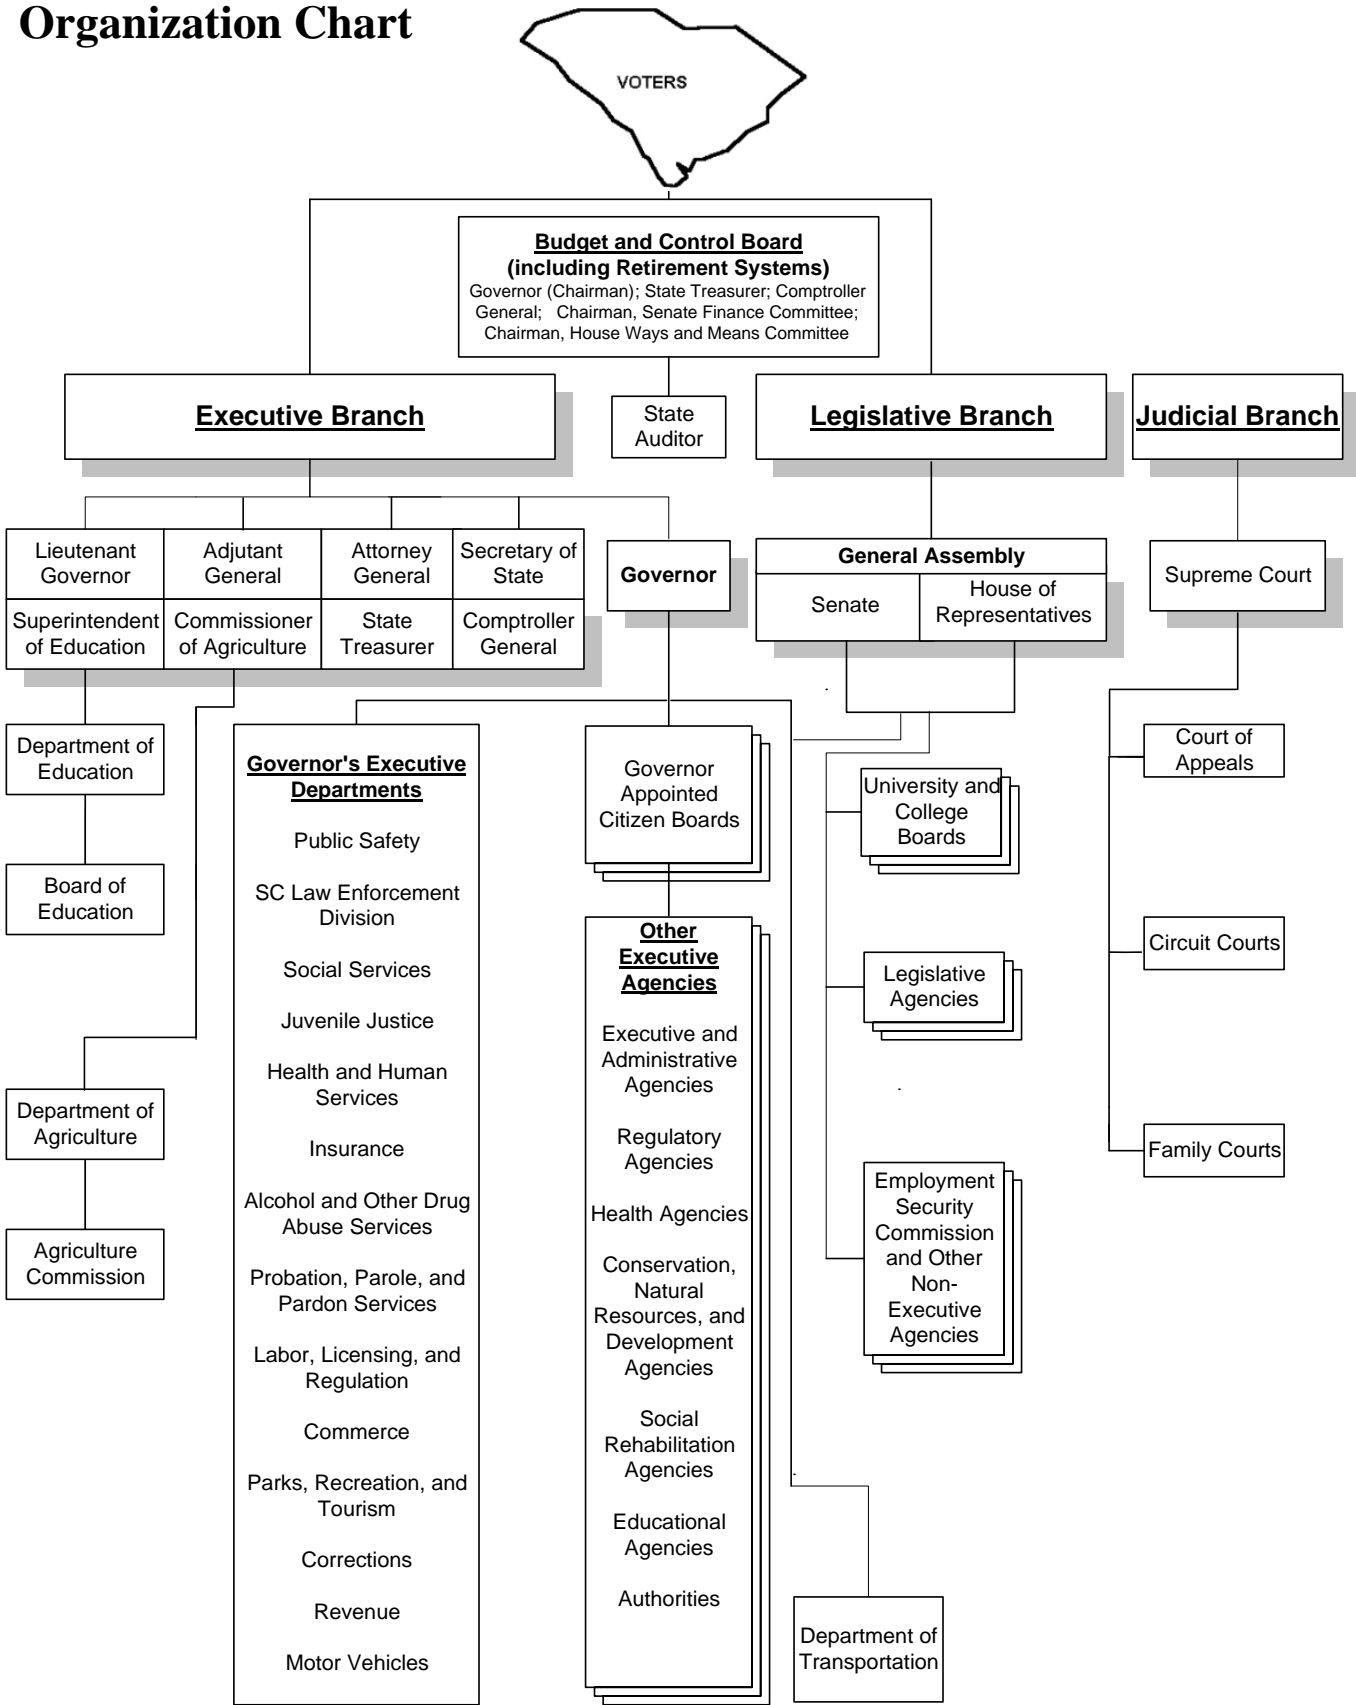 Organization Chart
VOTERS
Budget and Control Board
(including Retirement Systems)
Governor (Chairman); State Treasurer; Comptroller
General; Chairman, Senate Finance Committee;
Chairman, House Ways and Means Committee
Executive Branch
State
Auditor
Legislative Branch
Judicial Branch
Lieutenant
Governor
Adjutant
General
Attorney
General
Secretary of
State
Superintendent
of Education
Commissioner
of Agriculture
State
Treasurer
Comptroller
General
Governor
General Assembly
Senate
House of
Representatives
Supreme Court
Department of
Education
Board of
Education
Department of
Agriculture
Agriculture
Commission
Governor's Executive
Departments
Public Safety
SC Law Enforcement
Division
Social Services
Juvenile Justice
Health and Human
Services
Insurance
Alcohol and Other Drug
Abuse Services
Probation, Parole, and
Pardon Services
Labor, Licensing, and
Regulation
Commerce
Parks, Recreation, and
Tourism
Corrections
Revenue
Motor Vehicles
Governor
Appointed
Citizen Boards
Other
Executive
Agencies
Executive and
Administrative
Agencies
Regulatory
Agencies
Health Agencies
Conservation,
Natural
Resources, and
Development
Agencies
Social
Rehabilitation
Agencies
Educational
Agencies
Authorities
Department of
Transportation
University and
College
Boards
Legislative
Agencies
Employment
Security
Commission
and Other
Non-
Executive
Agencies
Court of
Appeals
Circuit Courts
Family Courts